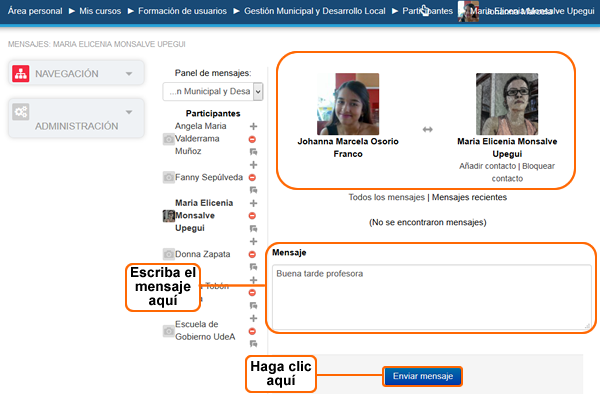 Área personal ► Mis cursos ► Formación de usuarios ► Gestión Municipal y Desarrollo Local ► Participantes ► Maria Elicenia Monsalve Upegui
MENSAJES: MARIA ELICENIA MONSALVE UPEGUI
NAVEGACIÓN
ADMINISTRACIÓN
Panel de mensajes:
...n Municipal y Desa
Participantes
Angela Maria
Valderrama
Muñoz
Fanny Sepúlveda
Maria Elicenia
Monsalve
Upegui
Donna Zapata
Tobón
Escuela de
Gobierno UdeA
Johanna Marcela Osorio
Franco
Maria Elicenia Monsalve
Upegui
Añadir contacto | Bloquear
contacto
Todos los mensajes | Mensajes recientes
(No se encontraron mensajes)
Mensaje
Buena tarde profesora
Escriba el
mensaje
aquí
Haga clic
aquí
Enviar mensaje